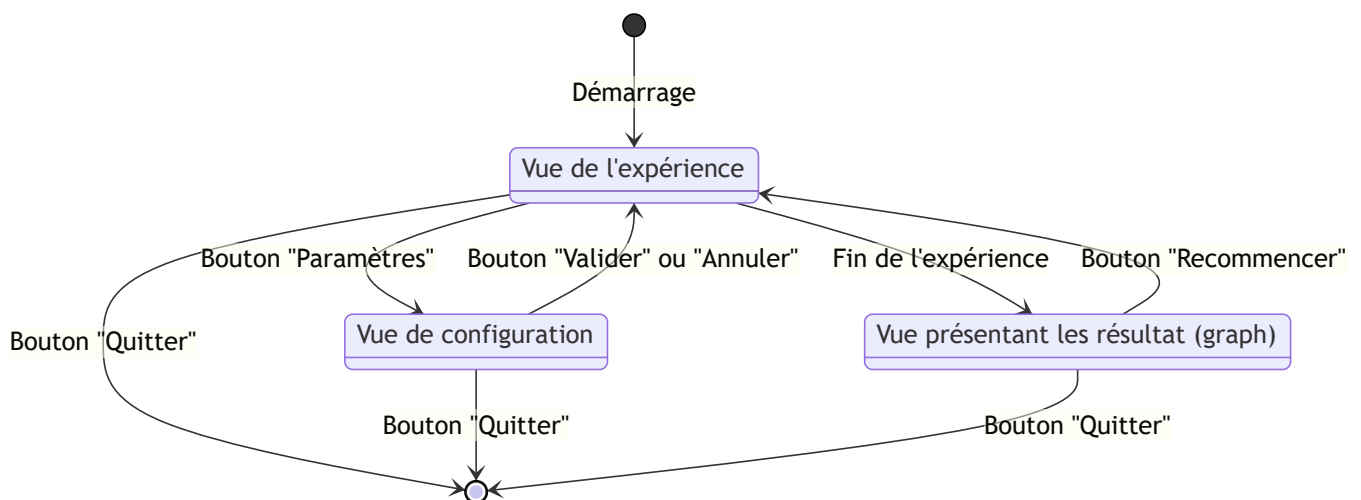 Démarrage
Vue de l'expérience
Bouton "Paramètres"
Bouton "Valider" ou "Annuler"
Fin de l'expérience
Bouton "Recommencer"
Bouton "Quitter"
Vue de configuration
Vue présentant les résultat (graph)
Bouton "Quitter"
Bouton "Quitter"